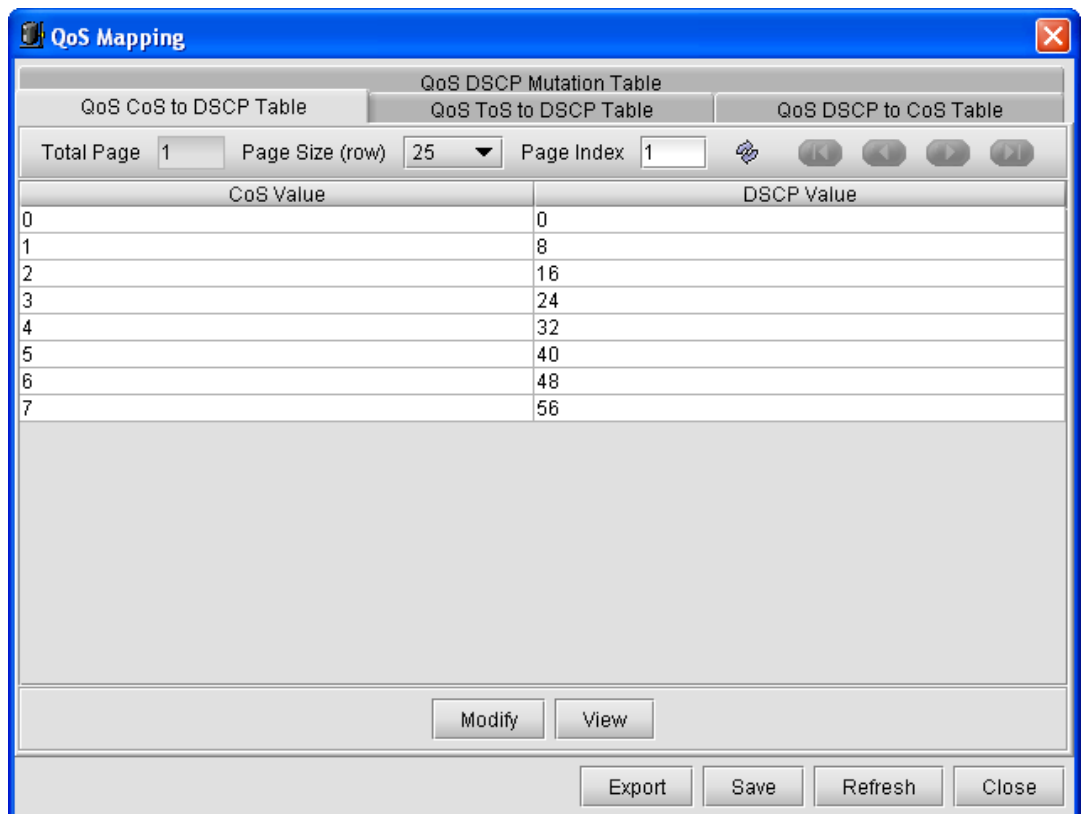 QoS Mapping
QoS DSCP Mutation Table
QoS CoS to DSCP Table QoS ToS to DSCP Table QoS DSCP to CoS Table
Total Page 1 Page Size (row) 25 Page Index 1
CoS Value DSCP Value
0 0
1 8
2 16
3 24
4 32
5 40
6 48
7 56
Modify View
Export Save Refresh Close